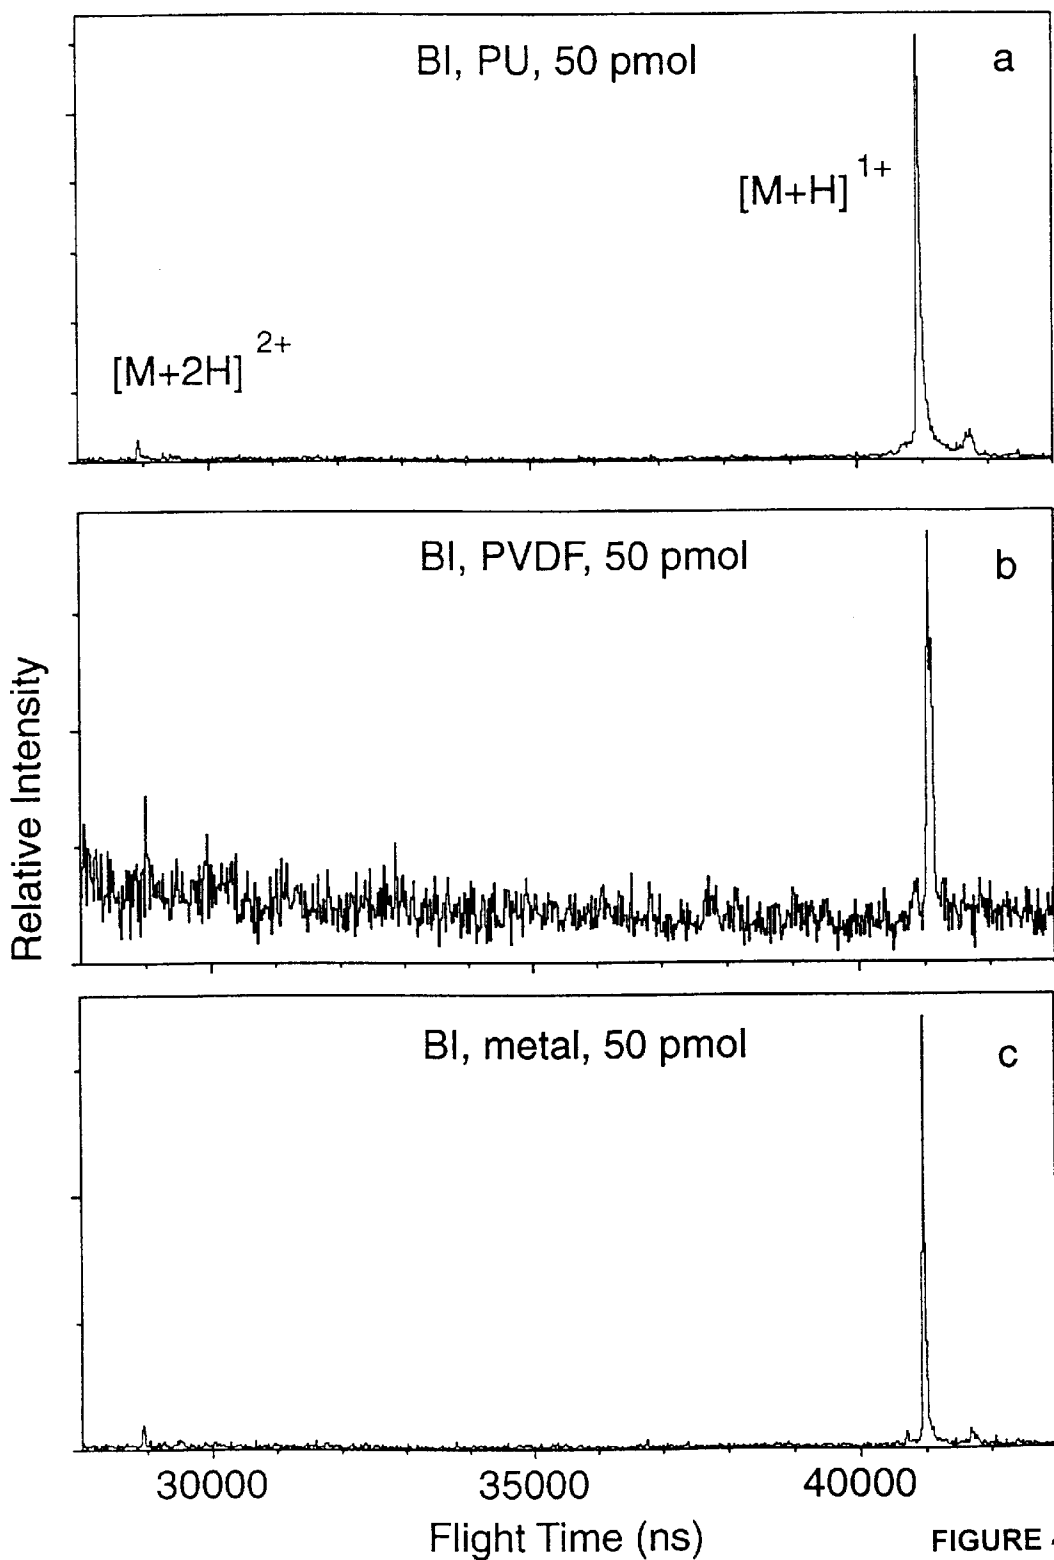 BI, PU, 50 pmol
a
[M+H] 1+
[M+2H] 2+
BI, PVDF, 50 pmol
b
Relative Intensity
BI, metal, 50 pmol
c
30000 35000 40000
Flight Time (ns)
FIGURE